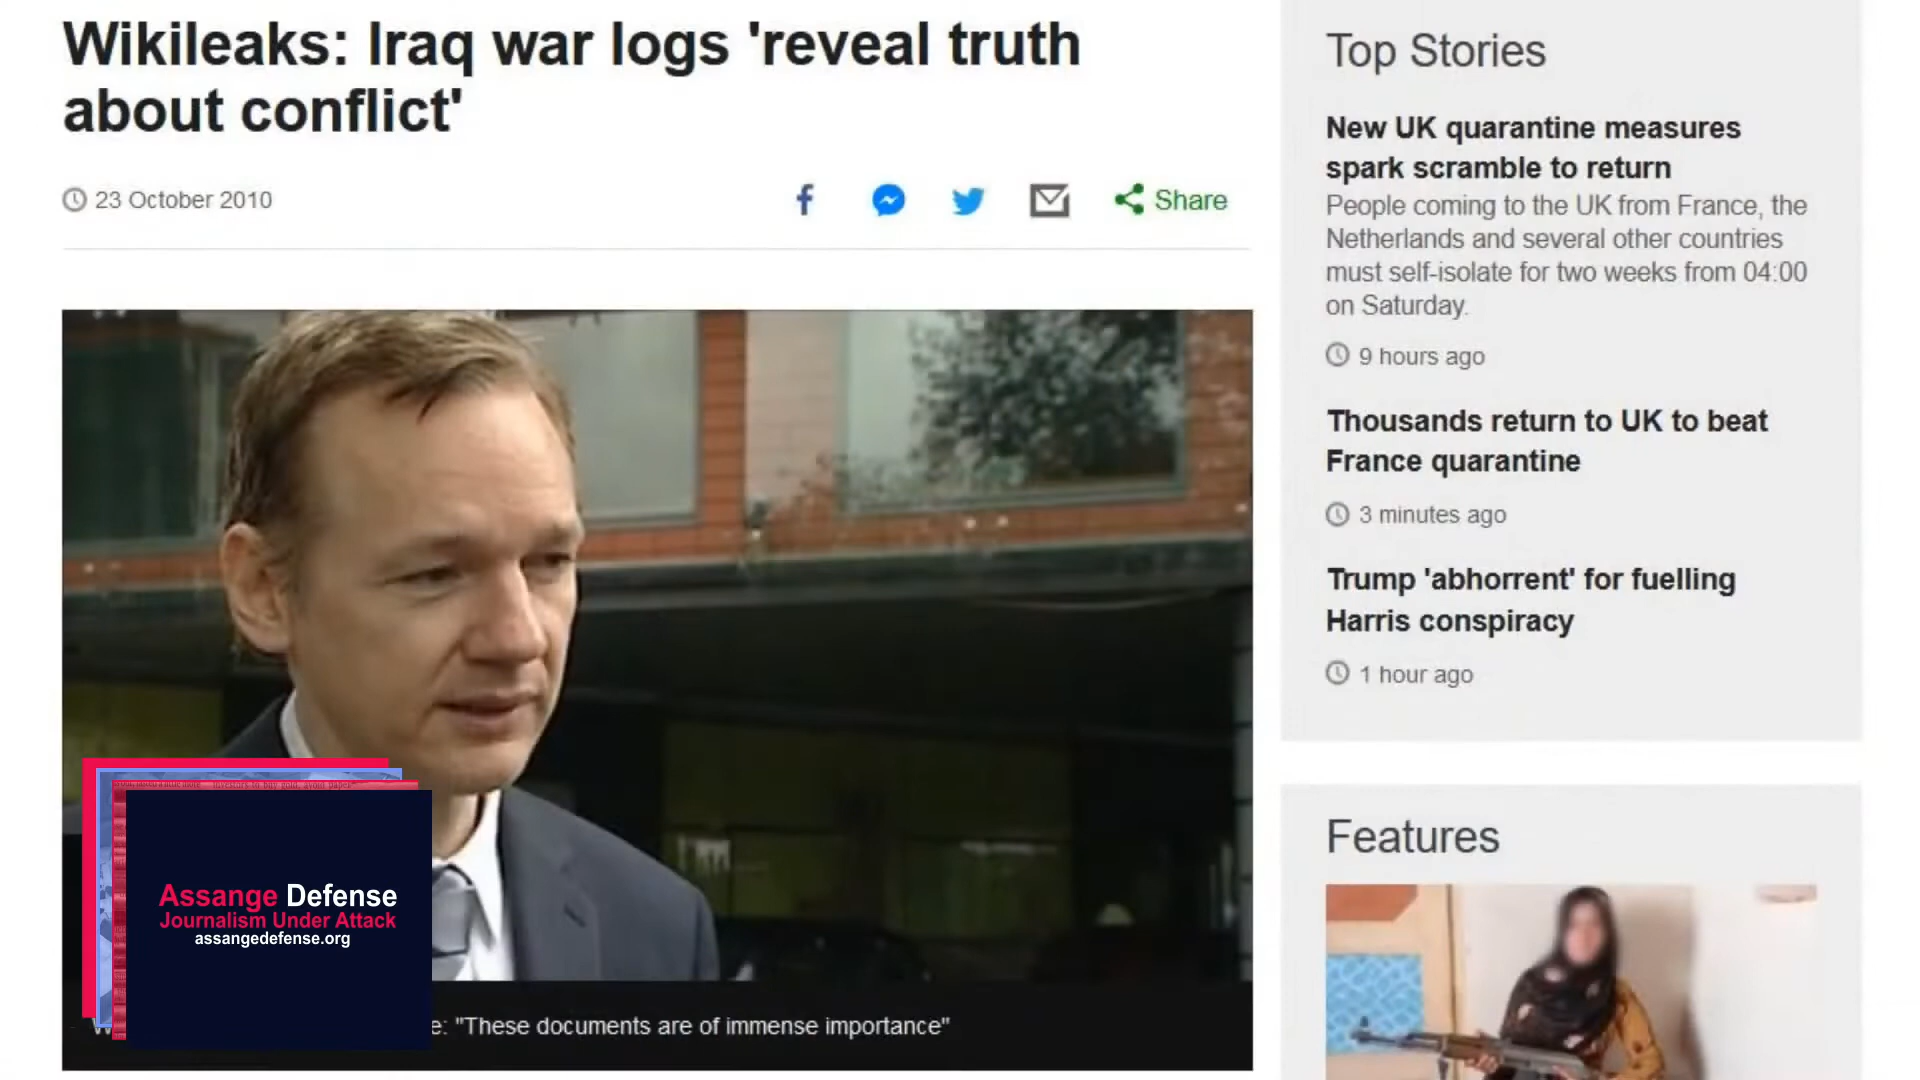 Wikileaks: Iraq war logs 'reveal truth
about conflict'
23 October 2010
Share
Assange Defense
Journalism Under Attack
assangedefense.org
e: "These documents are of immense importance"
Top Stories
New UK quarantine measures
spark scramble to return
People coming to the UK from France, the
Netherlands and several other countries
must self-isolate for two weeks from 04:00
on Saturday.
9 hours ago
Thousands return to UK to beat
France quarantine
3 minutes ago
Trump 'abhorrent' for fuelling
Harris conspiracy
1 hour ago
Features